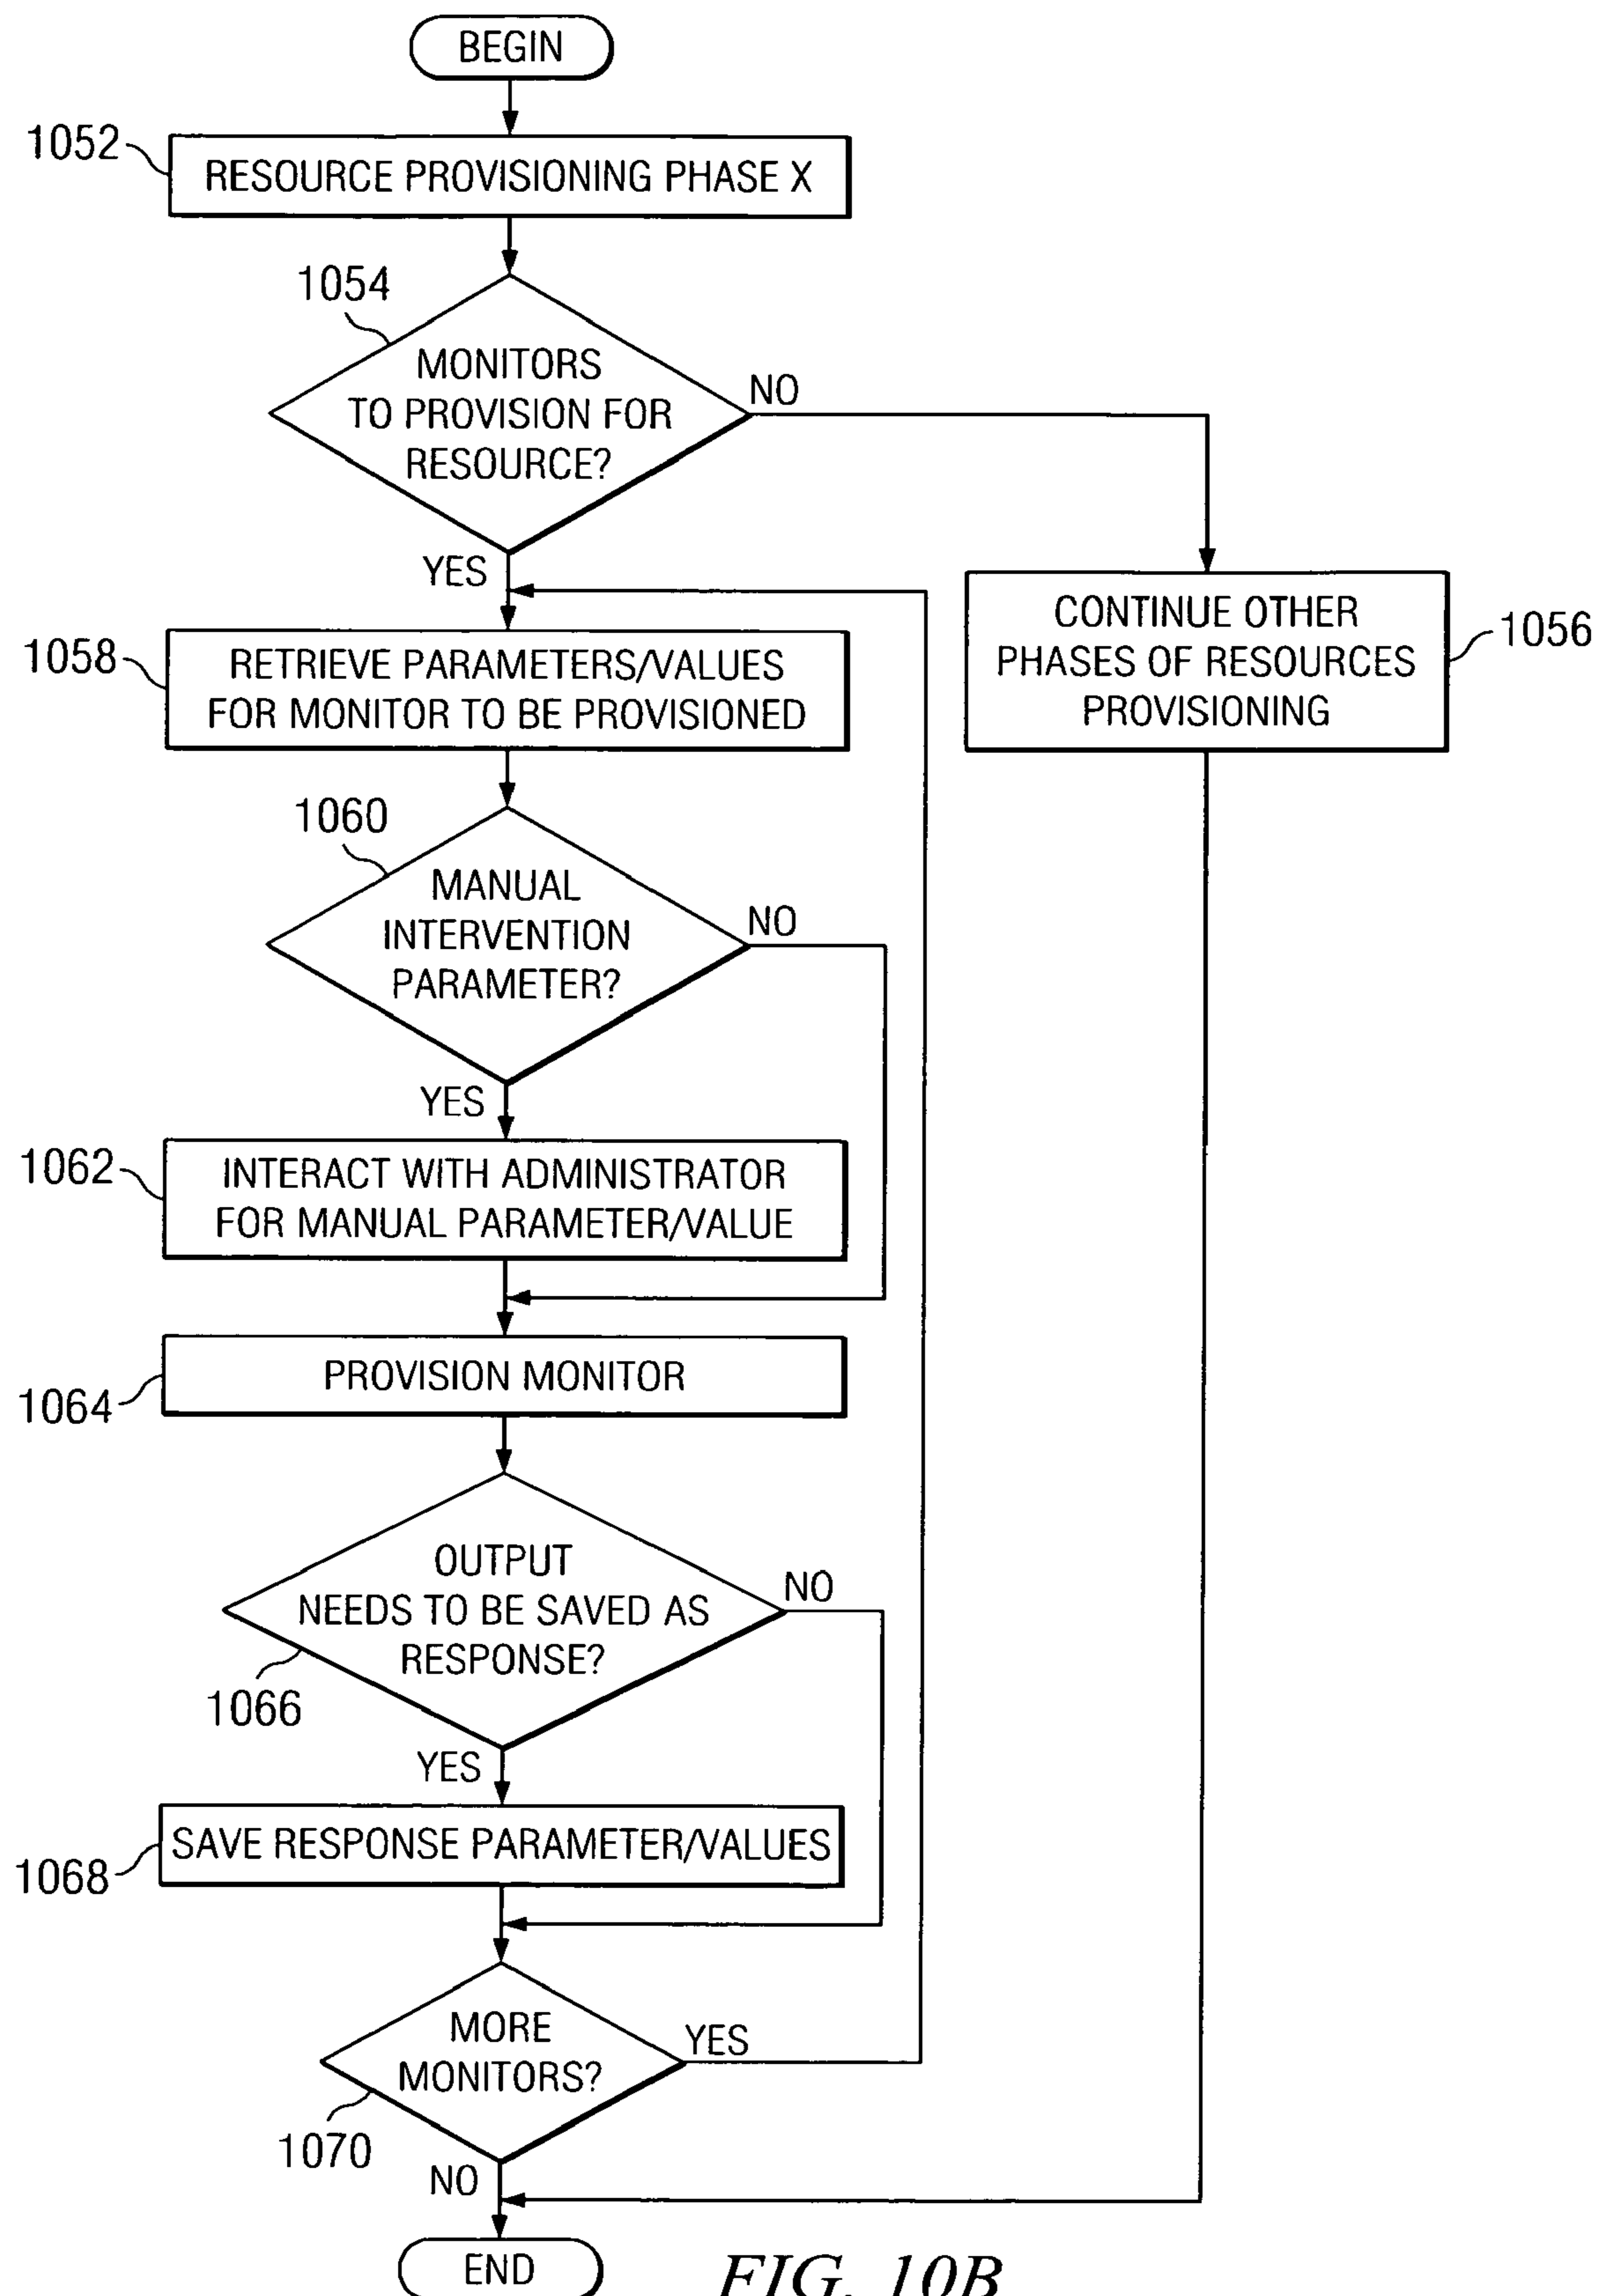 BEGIN
1052
RESOURCE PROVISIONING PHASE X
1054
MONITORS
TO PROVISION FOR
RESOURCE?
NO
YES
CONTINUE OTHER
PHASES OF RESOURCES
PROVISIONING
1056
1058
RETRIEVE PARAMETERS/VALUES
FOR MONITOR TO BE PROVISIONED
1060
MANUAL
INTERVENTION
PARAMETER?
NO
YES
1062
INTERACT WITH ADMINISTRATOR
FOR MANUAL PARAMETER/VALUE
PROVISION MONITOR
1064
OUTPUT
NEEDS TO BE SAVED AS
RESPONSE?
NO
1066
YES
SAVE RESPONSE PARAMETER/VALUES
1068
MORE
MONITORS?
YES
1070
NO
END
FIG. 10B